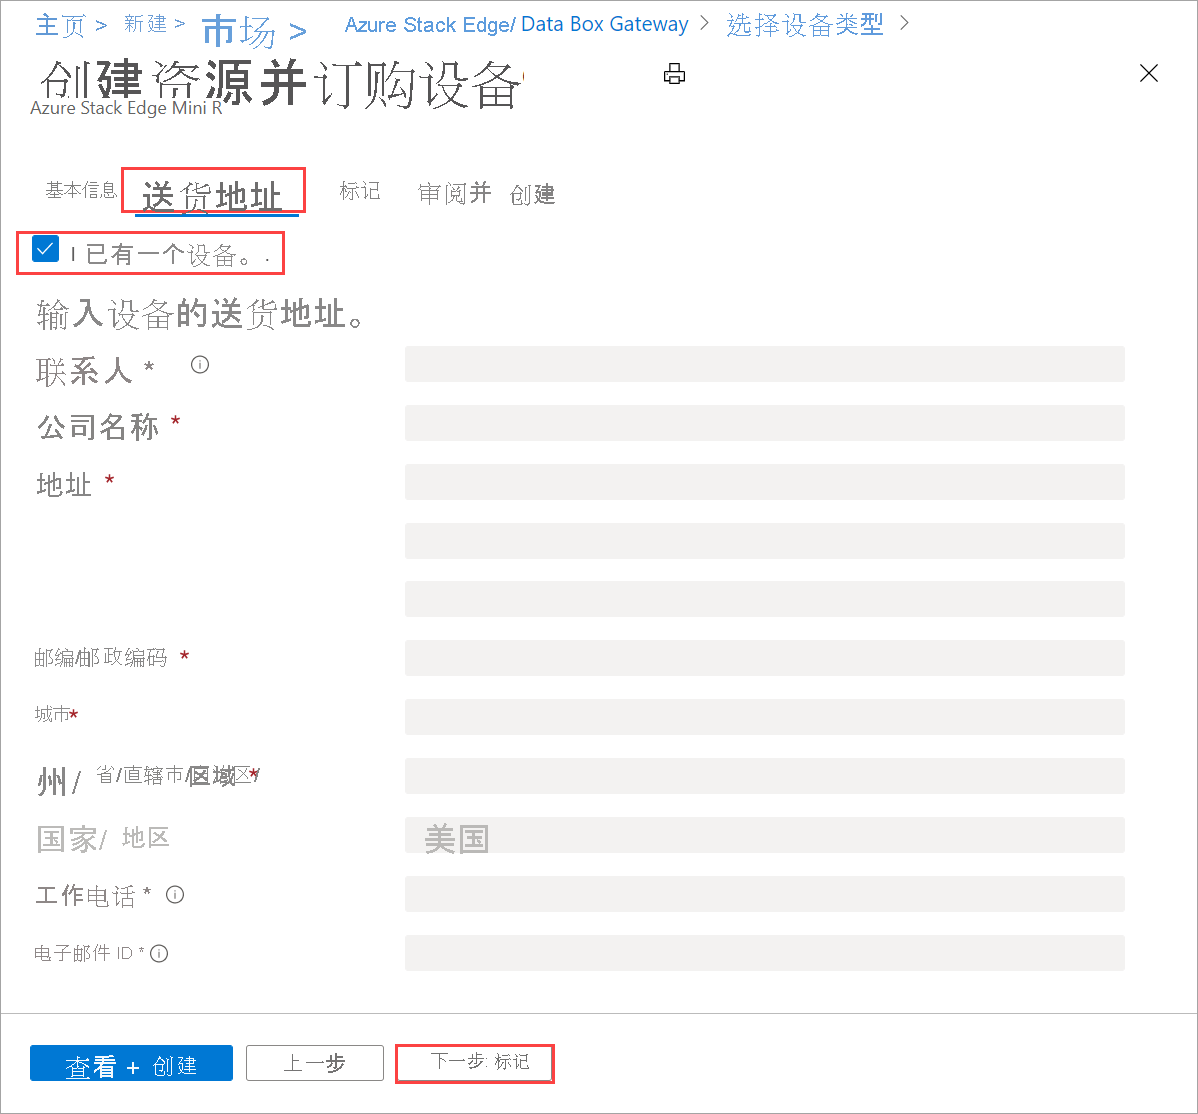 主页 > 新建 > 市场 > Azure Stack Edge/ Data Box Gateway > 选择设备类型 >
创建资源并订购设备
Azure Stack Edge Mini R
基本信息 送货地址 标记 审阅并 创建
I 已有一个设备。.
输入设备的送货地址。
联系人 *
公司名称 *
地址 *
邮编/邮政编码 *
城市*
州/ 省/直辖市/自治区/区域*
国家/ 地区 美国
工作电话 *
电子邮件 ID *
查看 + 创建 上一步 下一步: 标记